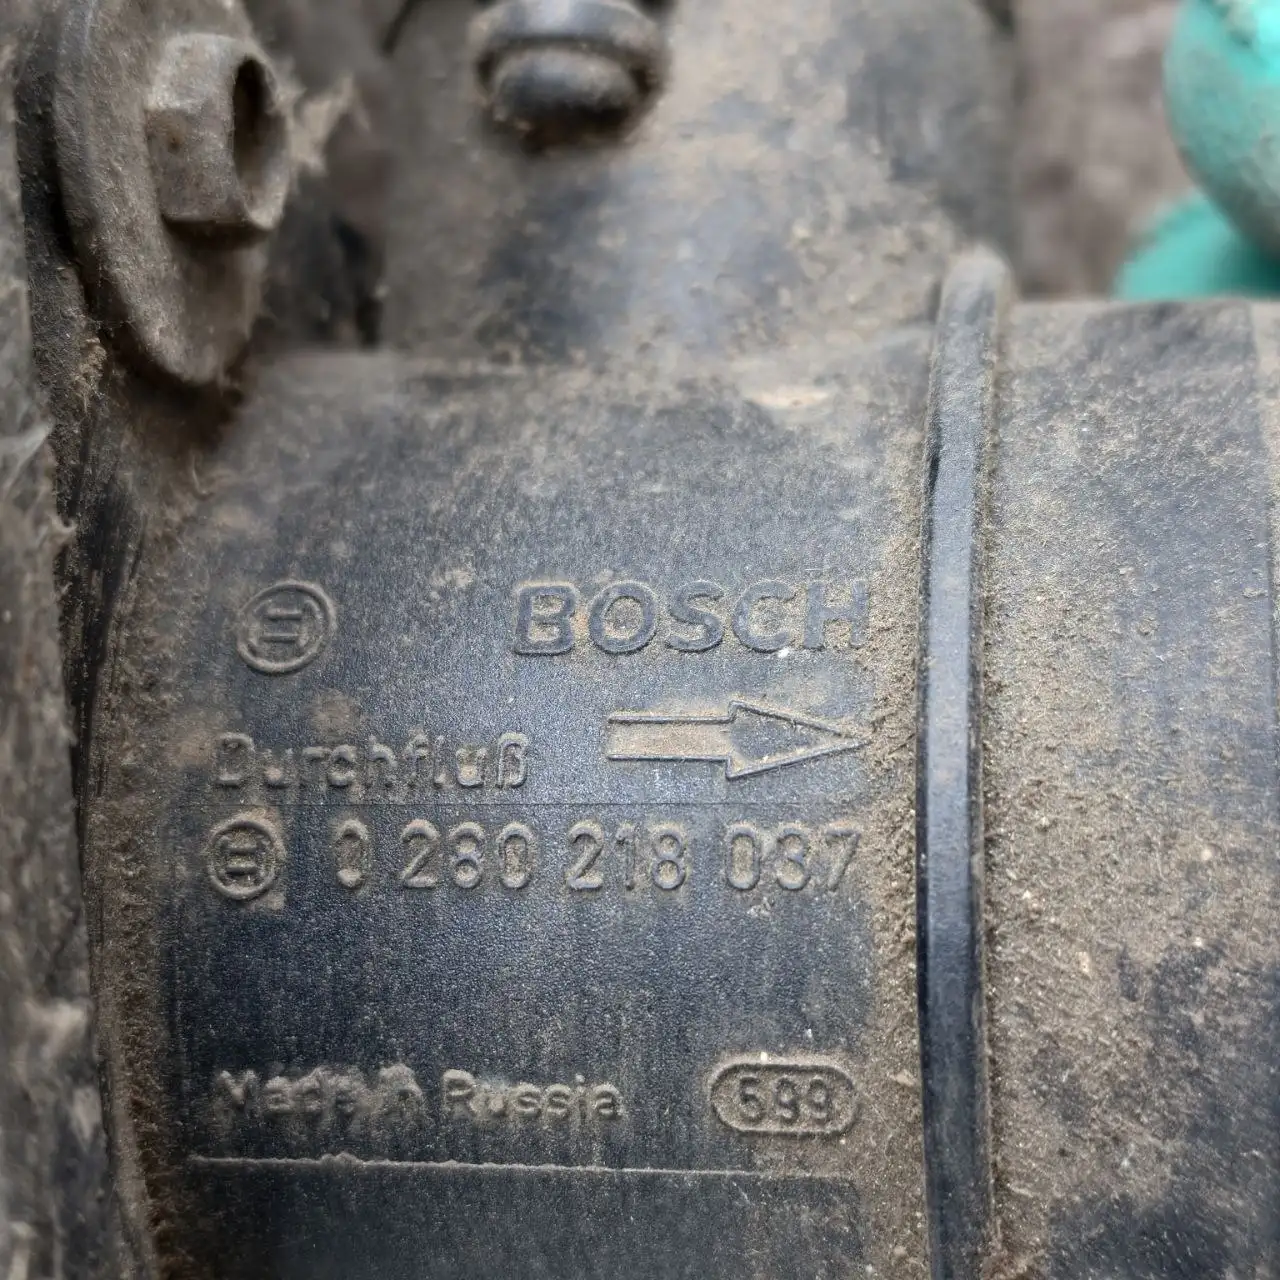 BOSCH
Durchfluß
0 280 218 037
Made in Russia 599